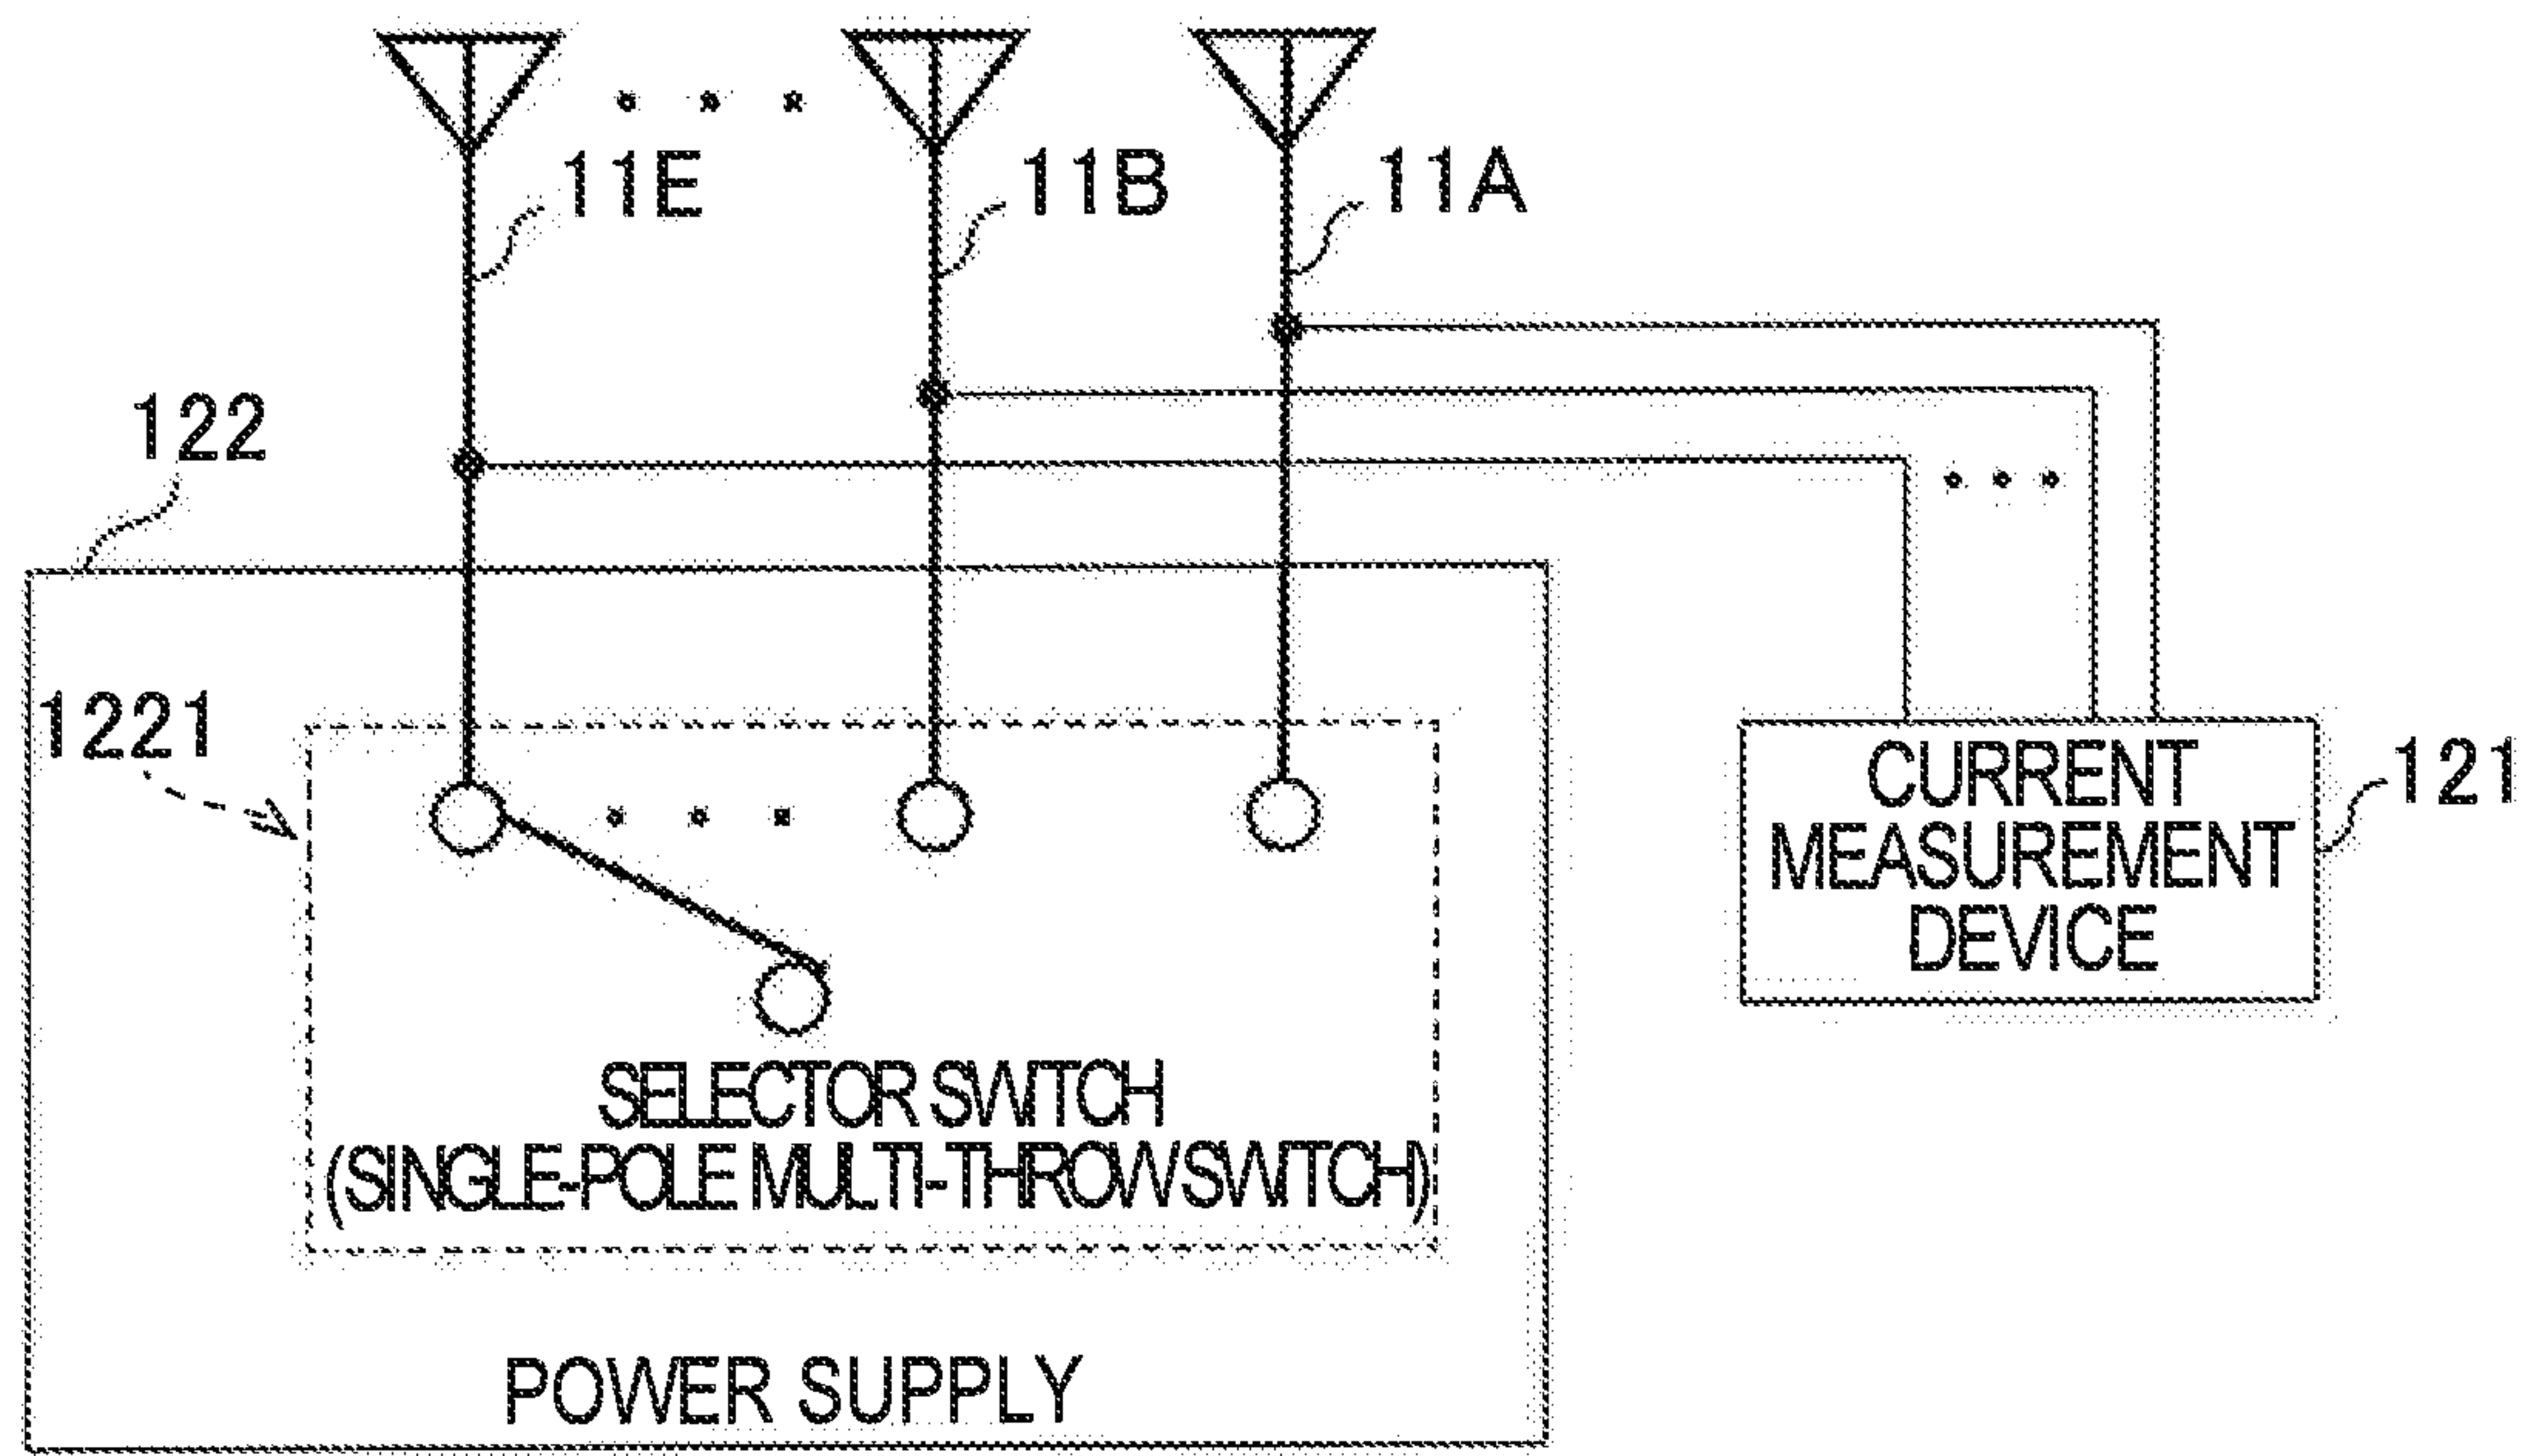 11E
11B
11A
122
1221
CURRENT
MEASUREMENT
DEVICE
121
SELECTOR SWITCH
(SINGLE-POLE MULTI-THROW SWITCH)
POWER SUPPLY